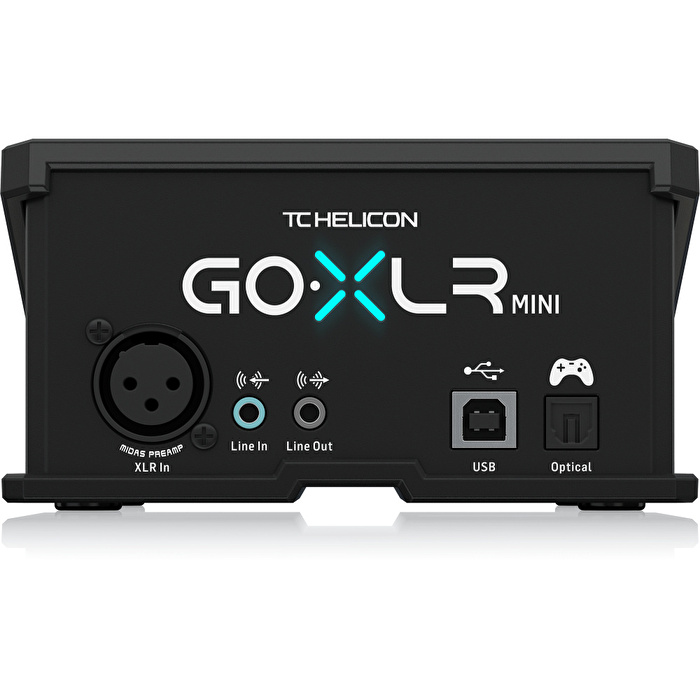 TC HELICON
GO·XLR MINI
MIDAS PREAMP
XLR In
Line In
Line Out
USB
Optical